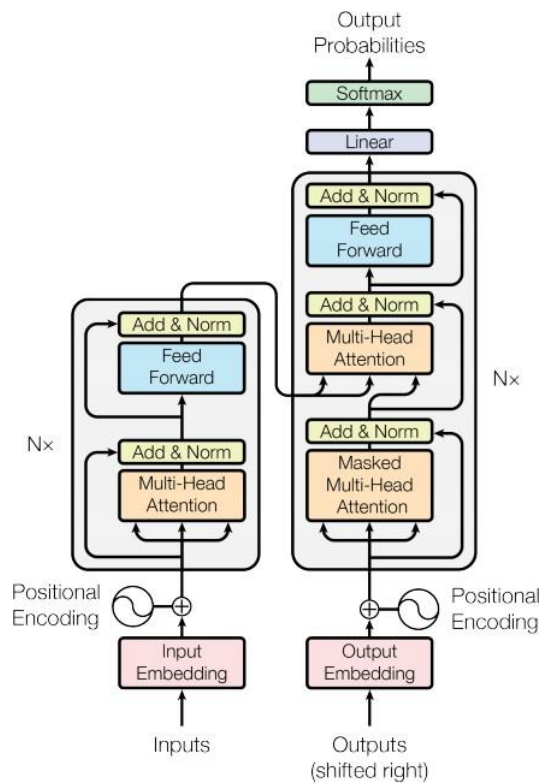 Output
Probabilities
Softmax
Linear
Add & Norm
Feed
Forward
Add & Norm
Multi-Head
Attention
Add & Norm
Masked
Multi-Head
Attention
N×
Add & Norm
Feed
Forward
Add & Norm
Multi-Head
Attention
N×
Positional
Encoding
Positional
Encoding
Input
Embedding
Output
Embedding
Inputs
Outputs
(shifted right)